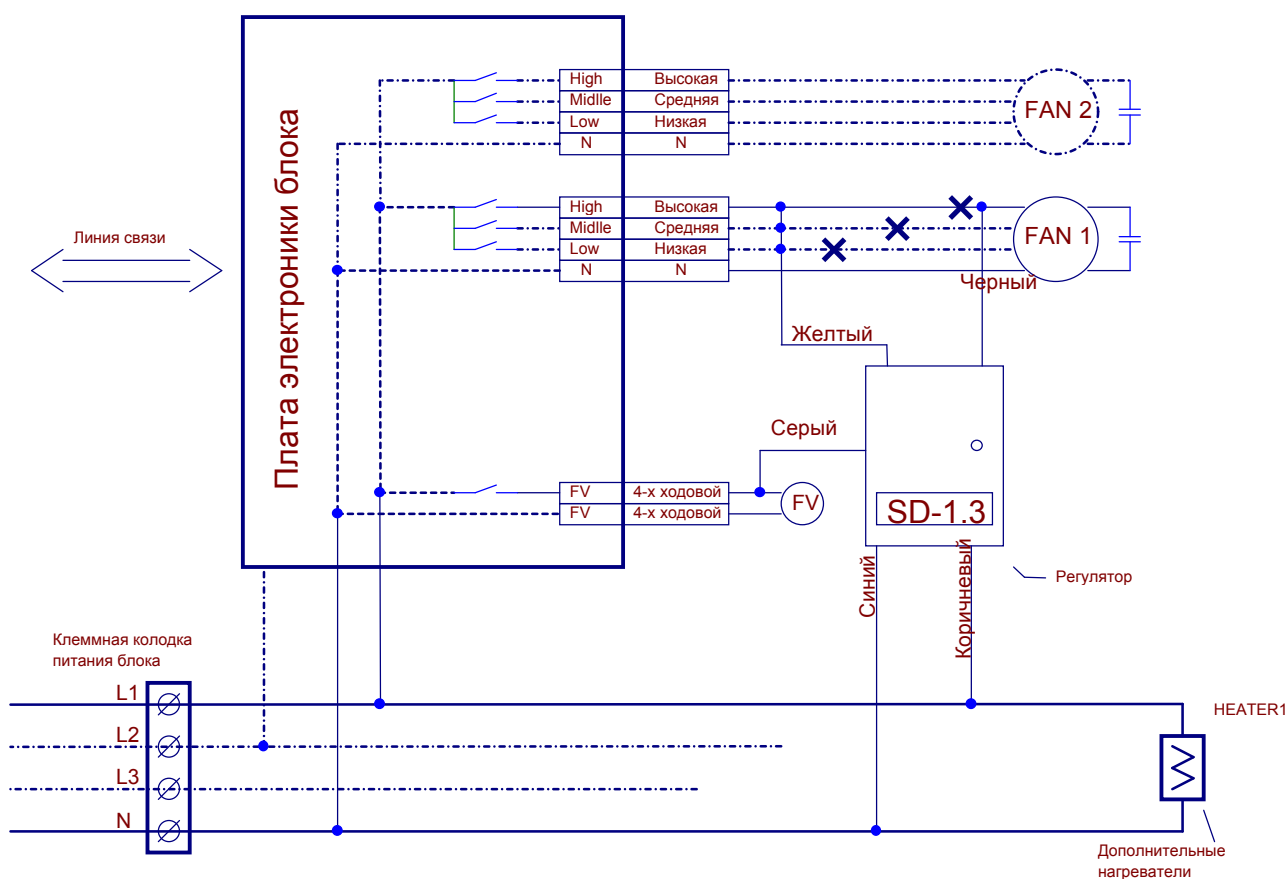 Плата электроники блока
High Высокая
Midlle Средняя
Low Низкая
N N
FAN 2
High Высокая
Midlle Средняя
Low Низкая
N N
FAN 1
Линия связи
Черный
Желтый
Серый
FV 4-х ходовой
FV 4-х ходовой
FV
SD-1.3
Синий
Коричневый
Регулятор
Клеммная колодка
питания блока
L1
L2
L3
N
HEATER1
Дополнительные
нагреватели